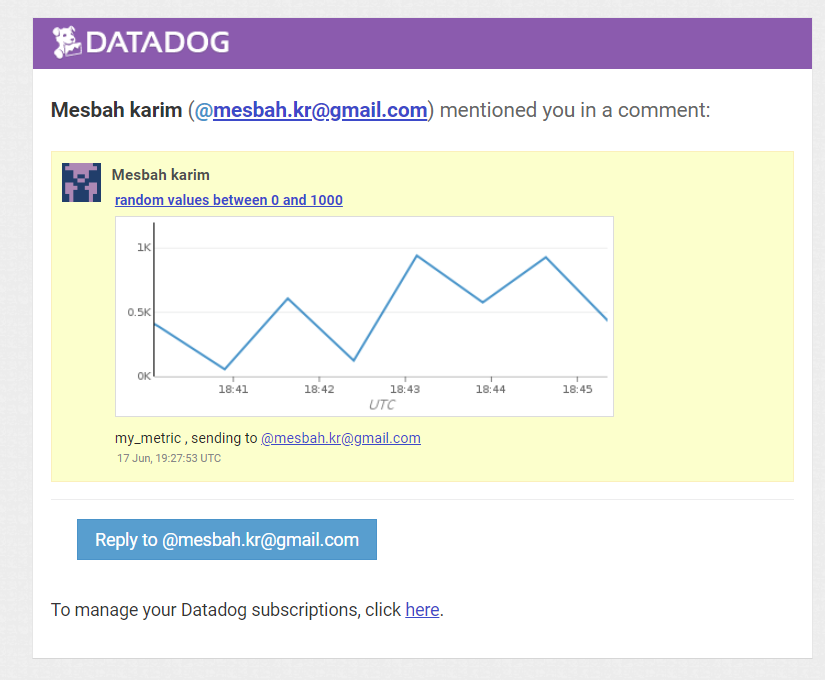 DATADOG
Mesbah karim (@mesbah.kr@gmail.com) mentioned you in a comment:
Mesbah karim
random values between 0 and 1000
1K
0.5K
0K
18:41 18:42 18:43 18:44 18:45
UTC
my_metric , sending to @mesbah.kr@gmail.com
17 Jun, 19:27:53 UTC
Reply to @mesbah.kr@gmail.com
To manage your Datadog subscriptions, click here.